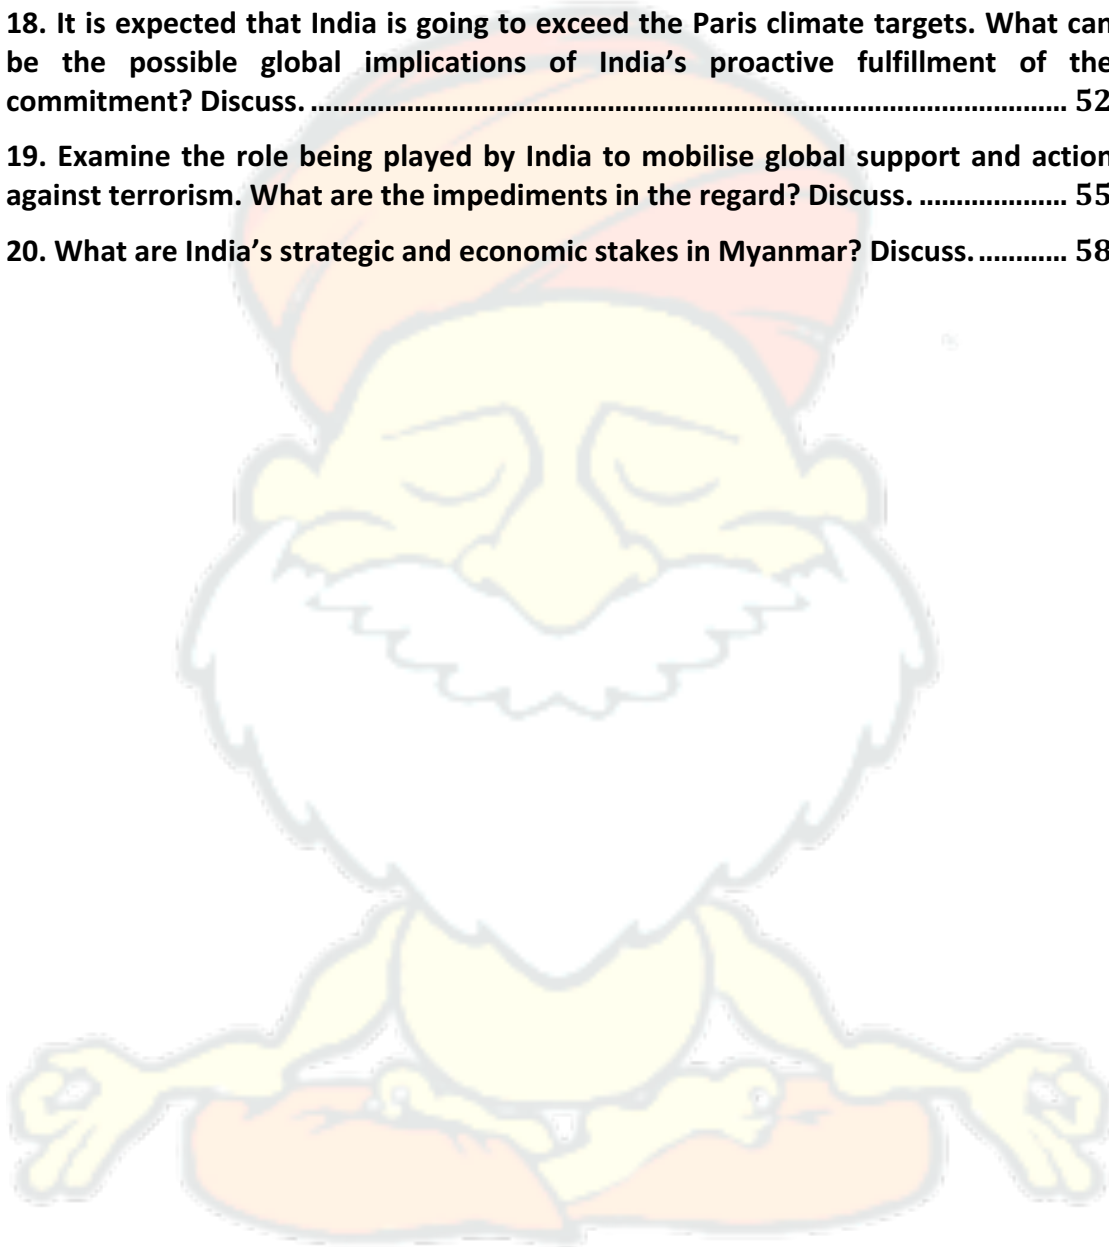 18. It is expected that India is going to exceed the Paris climate targets. What can
be the possible global implications of India’s proactive fulfillment of the
commitment? Discuss. ........................................................................................... 52
19. Examine the role being played by India to mobilise global support and action
against terrorism. What are the impediments in the regard? Discuss. .................... 55
20. What are India’s strategic and economic stakes in Myanmar? Discuss. ............ 58